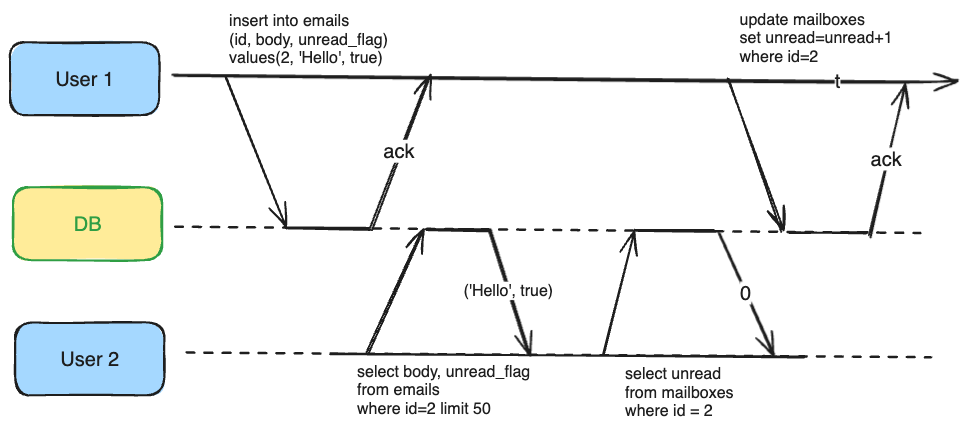 insert into emails
(id, body, unread_flag)
values(2, 'Hello', true)
update mailboxes
set unread=unread+1
where id=2
User 1
t
ack
ack
DB
('Hello', true)
0
User 2
select body, unread_flag
from emails
where id=2 limit 50
select unread
from mailboxes
where id = 2